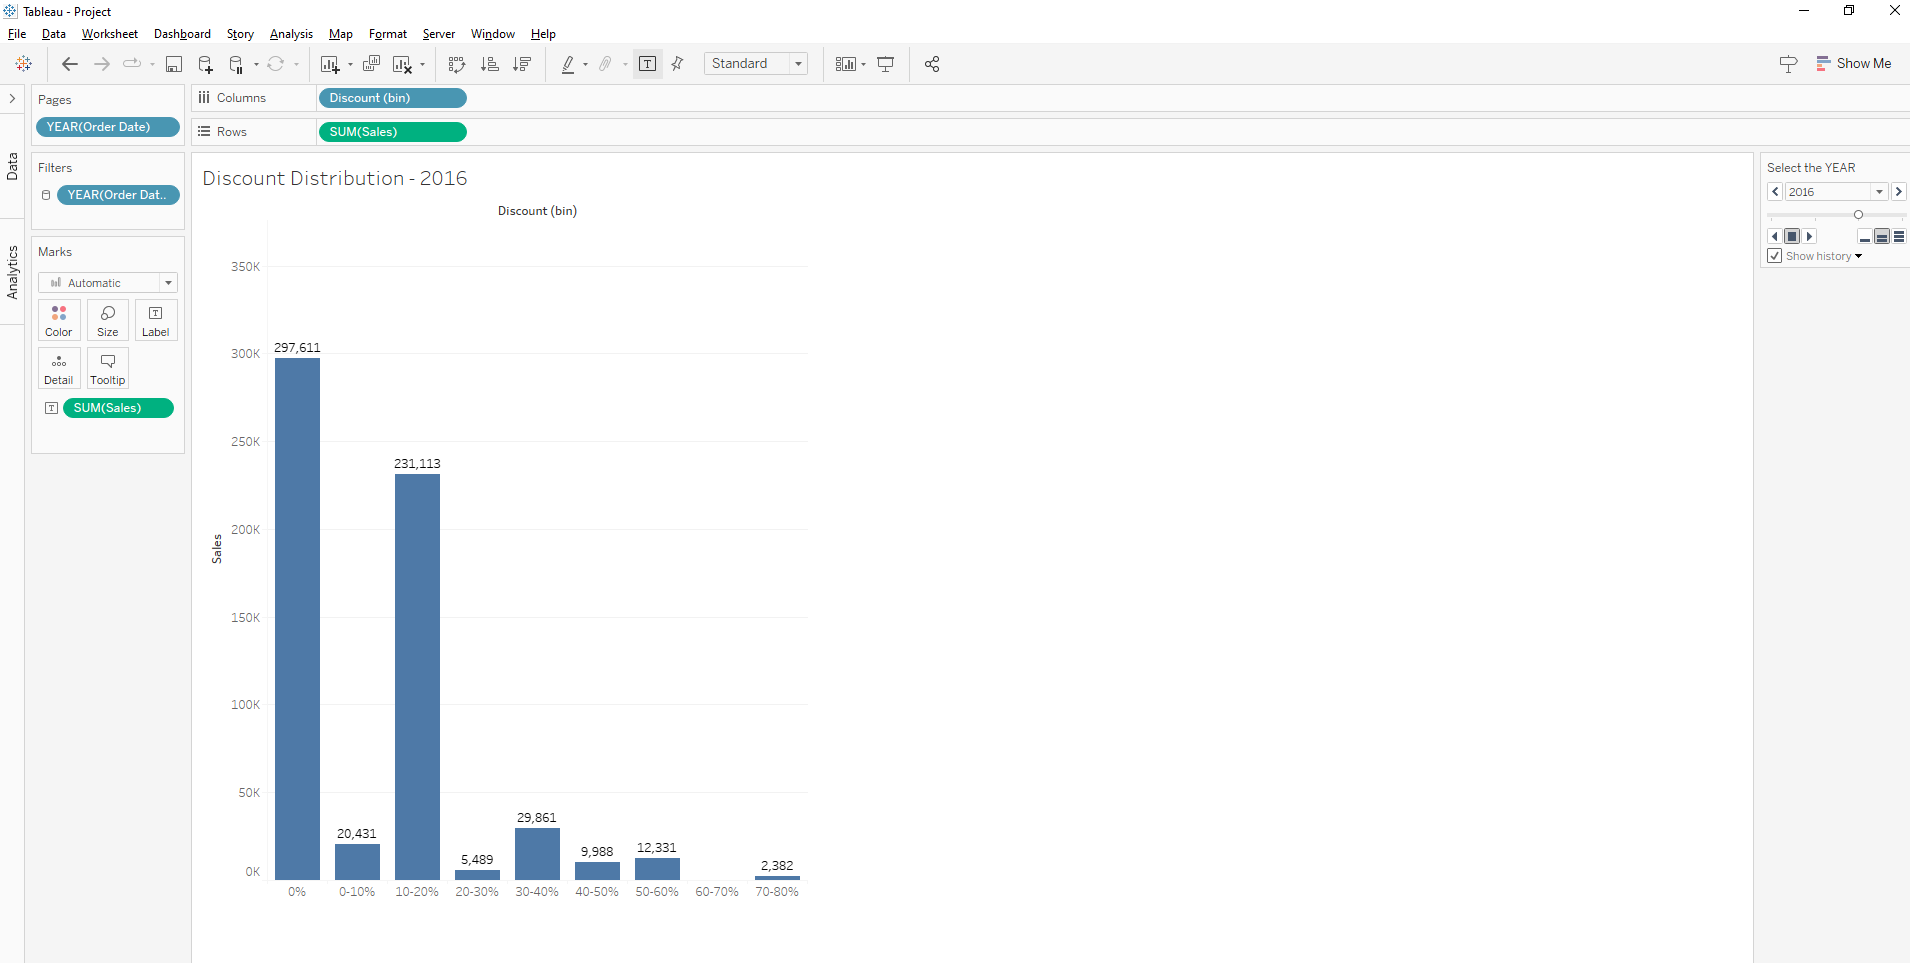 Tableau - Project
File Data Worksheet Dashboard Story Analysis Map Format Server Window Help
Standard
Show Me
Data
Analytics
Pages
YEAR(Order Date)
Filters
YEAR(Order Dat..
Marks
Automatic
Color Size Label
Detail Tooltip
SUM(Sales)
Columns Discount (bin)
Rows SUM(Sales)
Discount Distribution - 2016
Discount (bin)
Sales
350K
300K
250K
200K
150K
100K
50K
0K
297,611
20,431
231,113
5,489
29,861
9,988
12,331
2,382
0% 0-10% 10-20% 20-30% 30-40% 40-50% 50-60% 60-70% 70-80%
Select the YEAR
2016
Show history